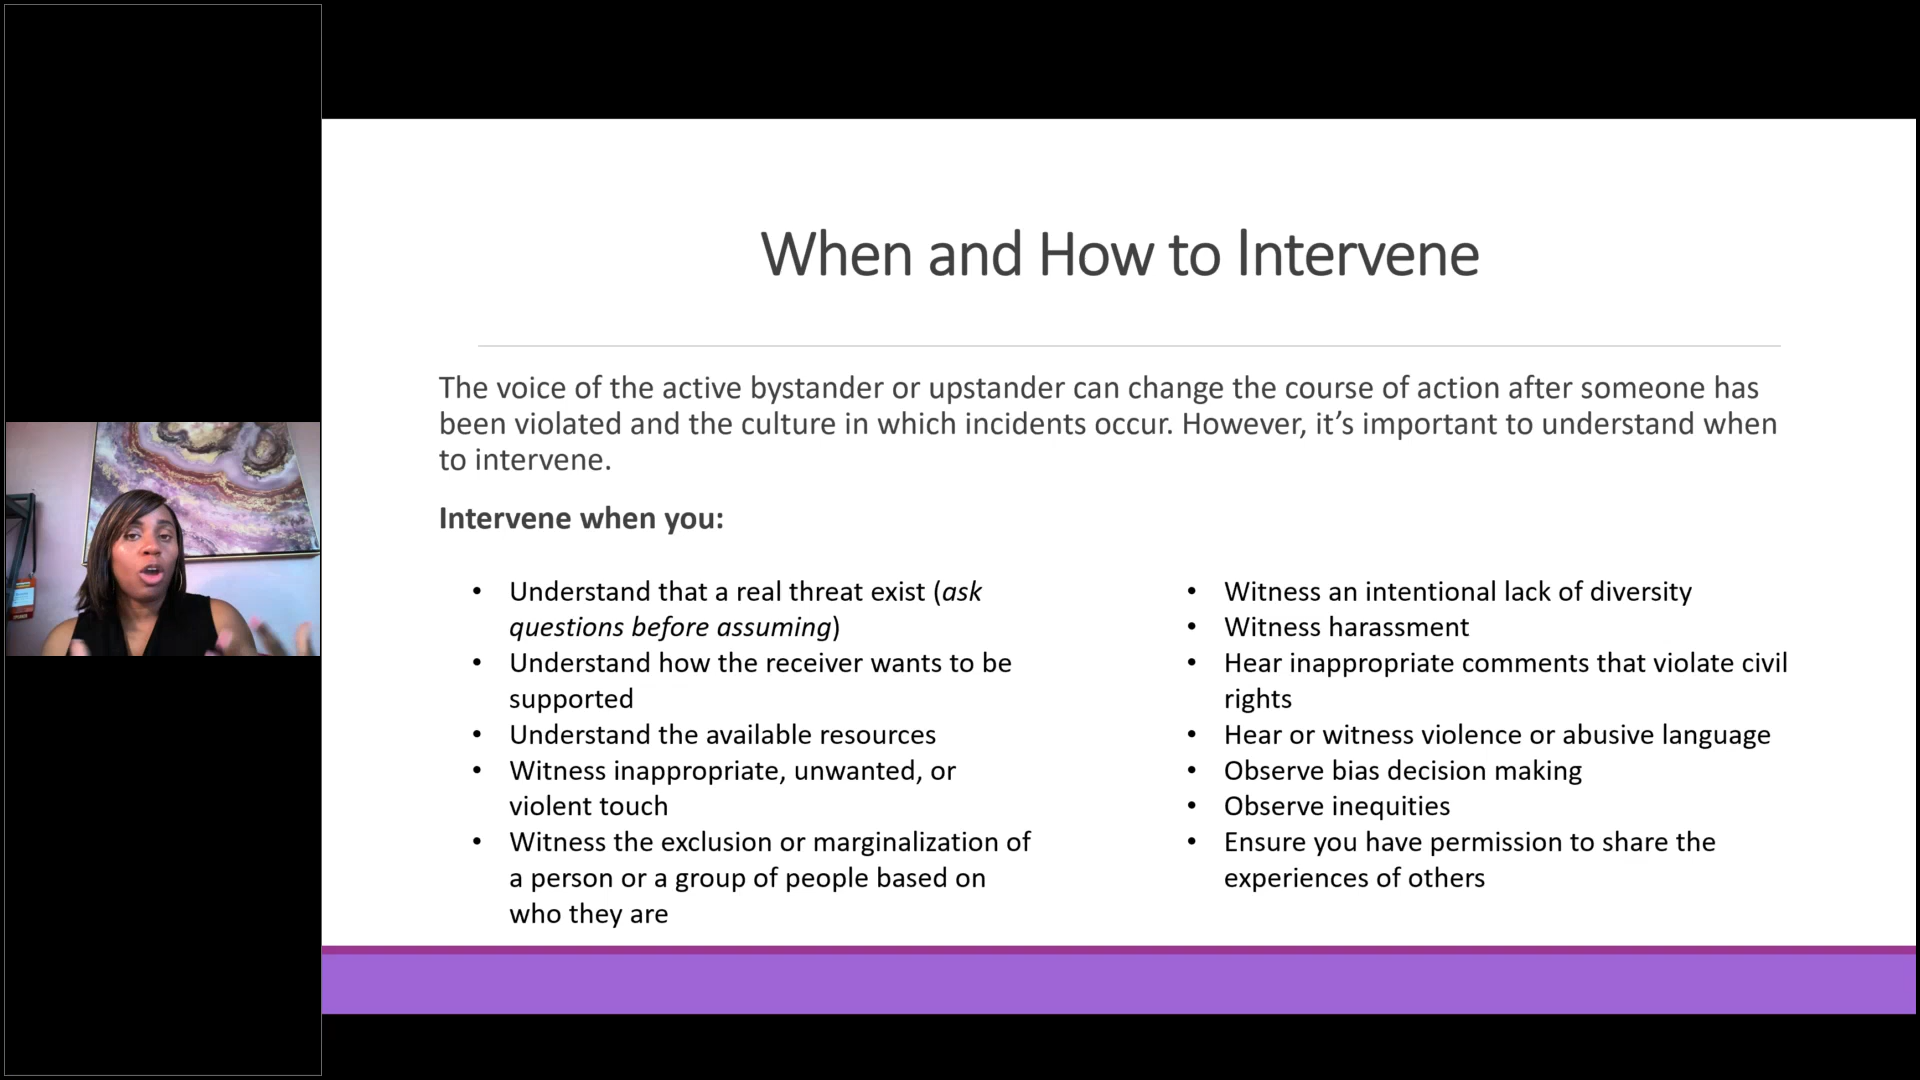 When and How to Intervene
The voice of the active bystander or upstander can change the course of action after someone has
been violated and the culture in which incidents occur. However, it’s important to understand when
to intervene.
Intervene when you:
• Understand that a real threat exist (ask
questions before assuming)
• Understand how the receiver wants to be
supported
• Understand the available resources
• Witness inappropriate, unwanted, or
violent touch
• Witness the exclusion or marginalization of
a person or a group of people based on
who they are
• Witness an intentional lack of diversity
• Witness harassment
• Hear inappropriate comments that violate civil
rights
• Hear or witness violence or abusive language
• Observe bias decision making
• Observe inequities
• Ensure you have permission to share the
experiences of others